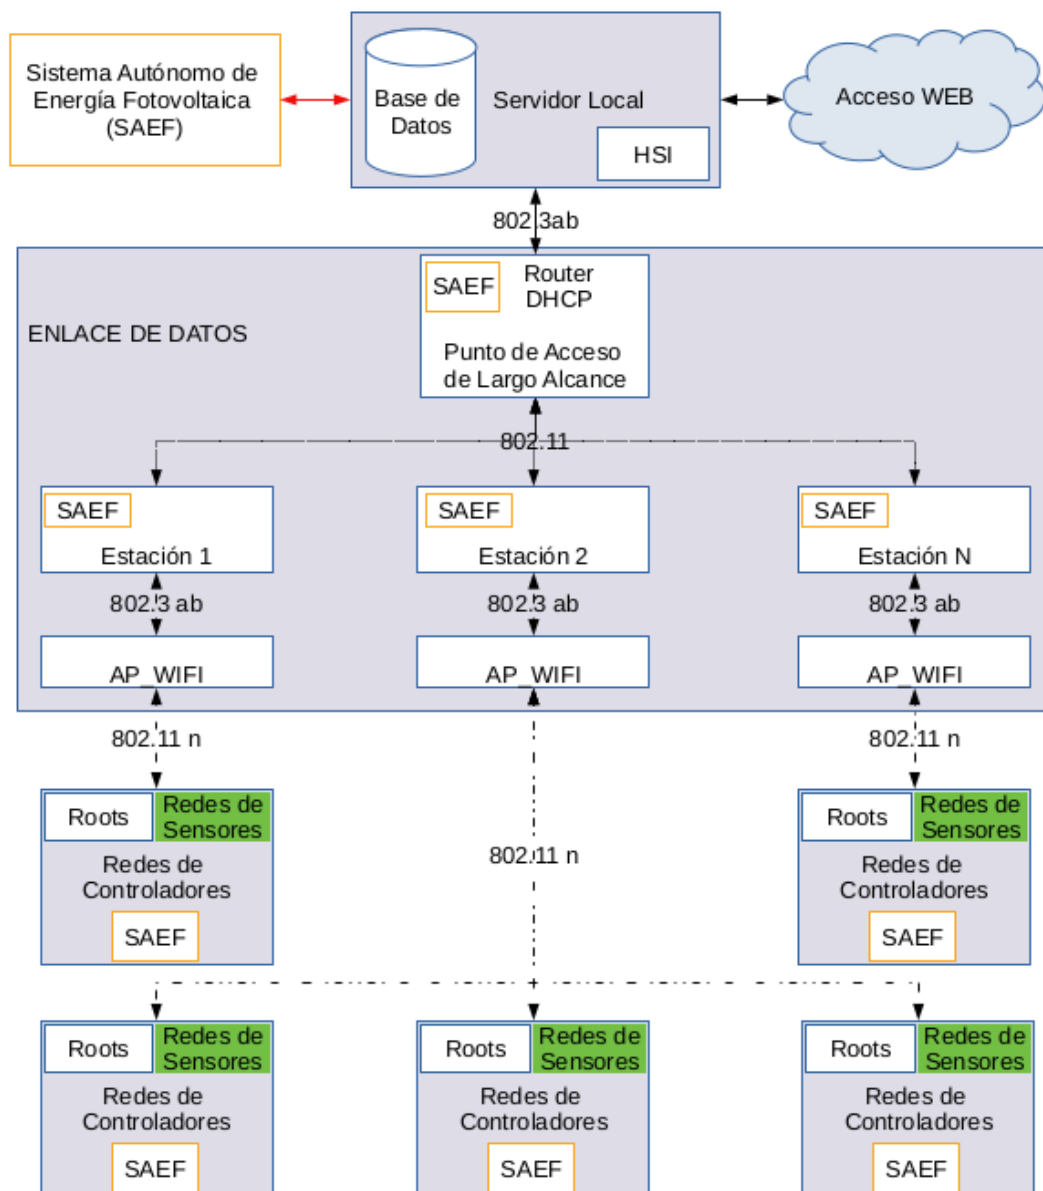 Sistema Autónomo de
Energía Fotovoltaica
(SAEF)
Base de
Datos
Servidor Local
HSI
Acceso WEB
802.3ab
ENLACE DE DATOS
SAEF
Router
DHCP
Punto de Acceso
de Largo Alcance
802.11
SAEF
Estación 1
SAEF
Estación 2
SAEF
Estación N
802.3 ab
802.3 ab
802.3 ab
AP_WIFI
AP_WIFI
AP_WIFI
802.11 n
802.11 n
Roots
Redes de
Sensores
Redes de
Controladores
SAEF
802.11 n
Roots
Redes de
Sensores
Redes de
Controladores
SAEF
Roots
Redes de
Sensores
Redes de
Controladores
SAEF
Roots
Redes de
Sensores
Redes de
Controladores
SAEF
Roots
Redes de
Sensores
Redes de
Controladores
SAEF